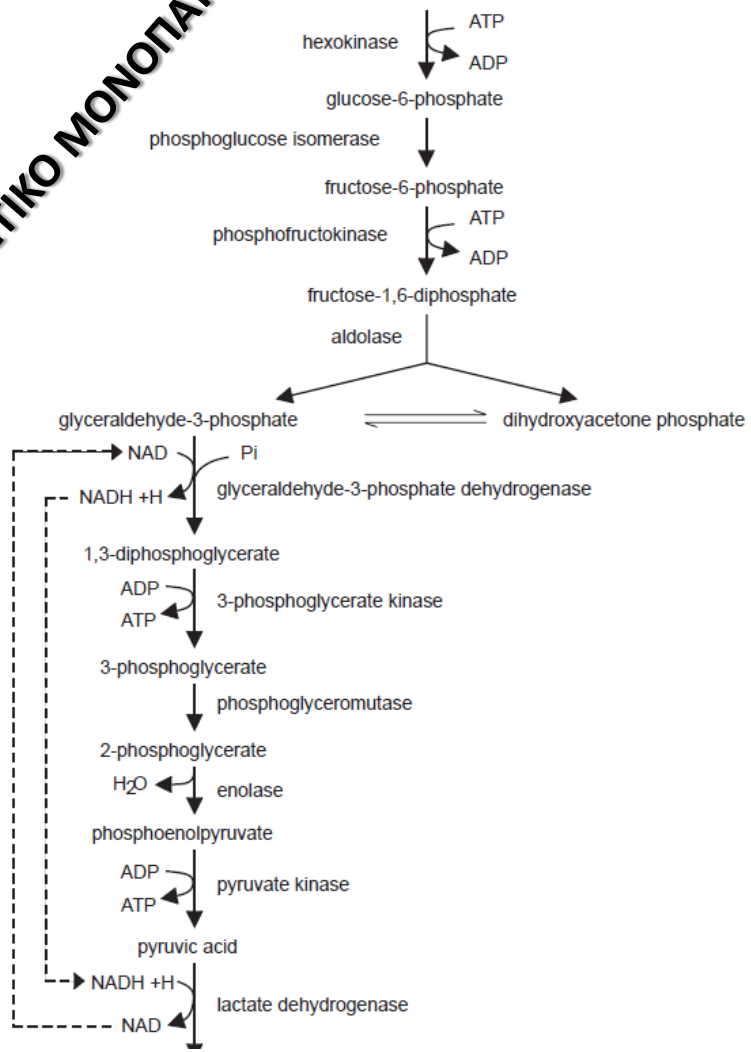 ΤΙΚΟ ΜΟΝΟΠΑ
hexokinase
ATP
ADP
glucose-6-phosphate
phosphoglucose isomerase
fructose-6-phosphate
phosphofructokinase
ATP
ADP
fructose-1,6-diphosphate
aldolase
glyceraldehyde-3-phosphate
dihydroxyacetone phosphate
NAD
Pi
NADH +H
glyceraldehyde-3-phosphate dehydrogenase
1,3-diphosphoglycerate
ADP
ATP
3-phosphoglycerate kinase
3-phosphoglycerate
phosphoglyceromutase
2-phosphoglycerate
H2O
enolase
phosphoenolpyruvate
ADP
ATP
pyruvate kinase
pyruvic acid
NADH +H
NAD
lactate dehydrogenase